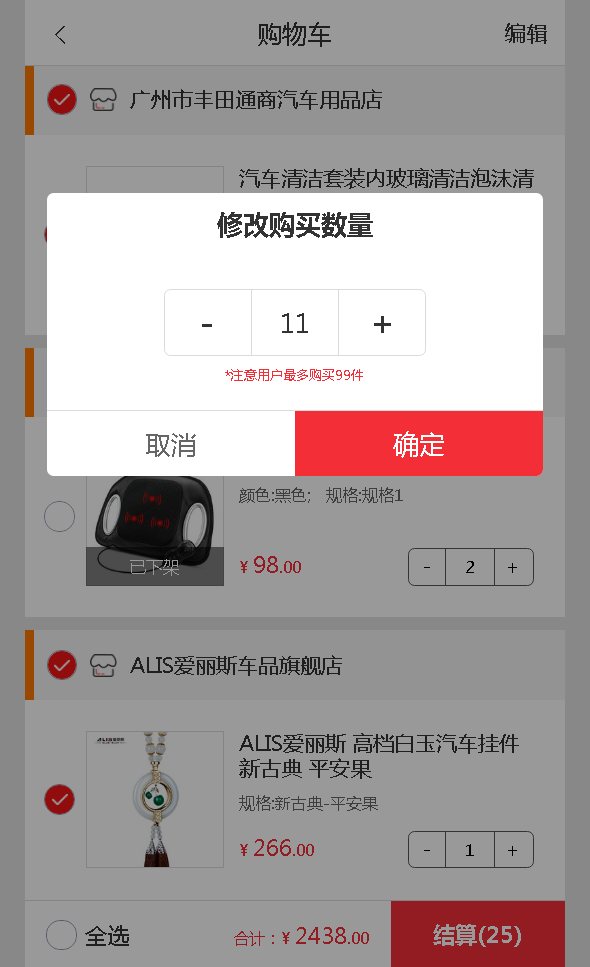 购物车
编辑
广州市丰田通商汽车用品店
汽车清洁套装内玻璃清洁泡沫清
修改购买数量
- 11 +
*注意用户最多购买99件
取消
确定
颜色:黑色; 规格:规格1
已下架
¥ 98.00
- 2 +
ALIS爱丽斯车品旗舰店
ALIS爱丽斯 高档白玉汽车挂件
新古典 平安果
规格:新古典-平安果
¥ 266.00
- 1 +
全选
合计：¥ 2438.00
结算(25)